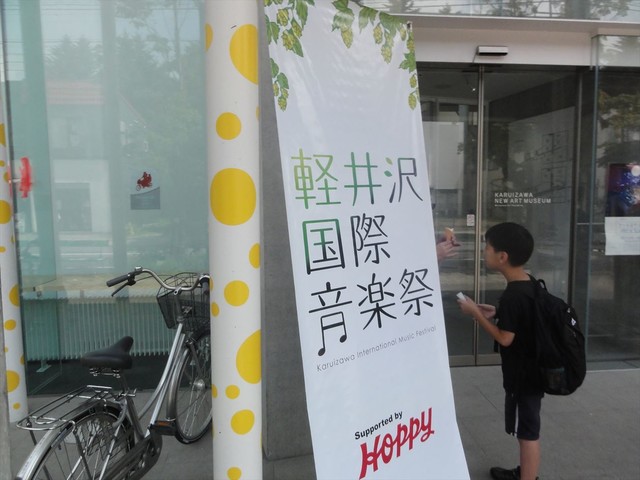 軽井沢
国際
音楽祭
Karuizawa International Music Festival
Supported by
HOPPY
KARUIZAWA
NEW ART MUSEUM